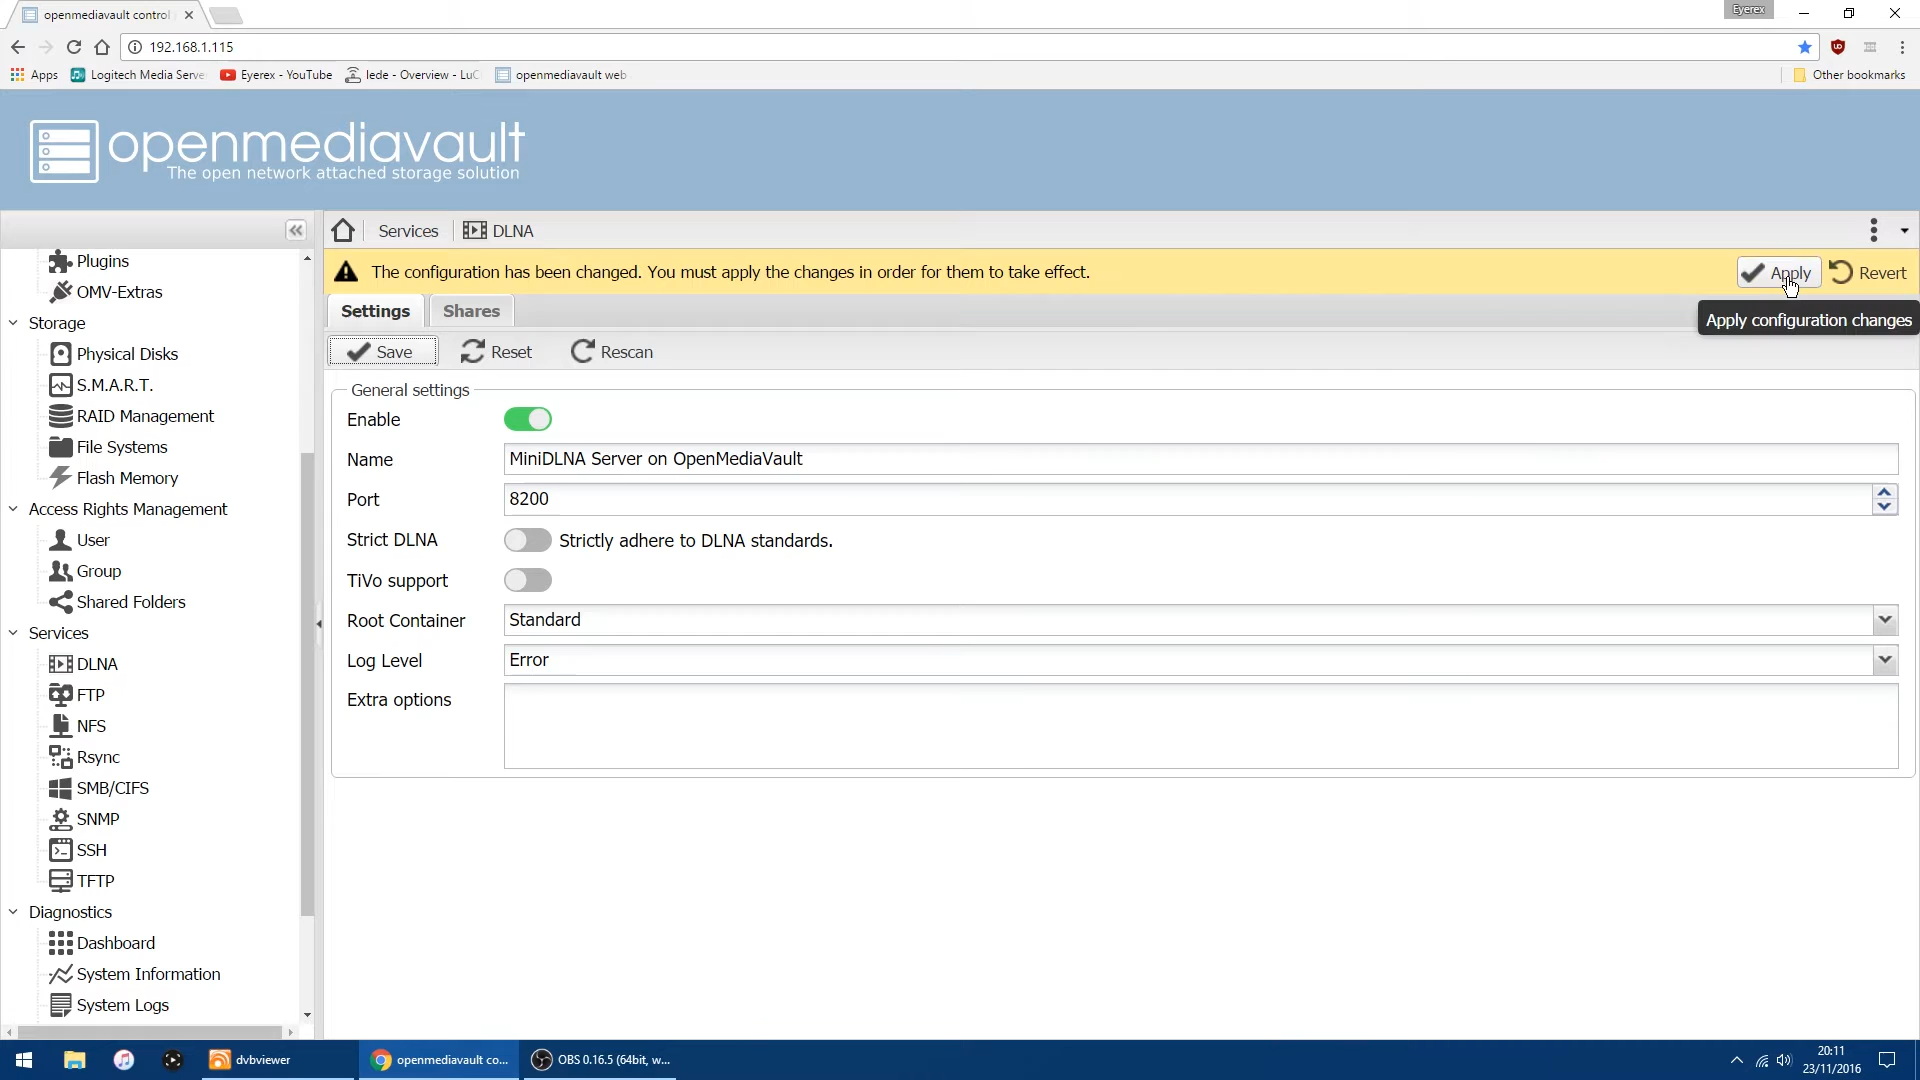 openmediavault control
Eyerex
192.168.1.115
Apps
Logitech Media Serve
Eyerex - YouTube
lede - Overview - LuC
openmediavault web
Other bookmarks
openmediavault
The open network attached storage solution
Services
DLNA
The configuration has been changed. You must apply the changes in order for them to take effect.
Apply
Revert
Apply configuration changes
Settings
Shares
Save
Reset
Rescan
General settings
Enable
Name
MiniDLNA Server on OpenMediaVault
Port
8200
Strict DLNA
Strictly adhere to DLNA standards.
TiVo support
Root Container
Standard
Log Level
Error
Extra options
Plugins
OMV-Extras
Storage
Physical Disks
S.M.A.R.T.
RAID Management
File Systems
Flash Memory
Access Rights Management
User
Group
Shared Folders
Services
DLNA
FTP
NFS
Rsync
SMB/CIFS
SNMP
SSH
TFTP
Diagnostics
Dashboard
System Information
System Logs
dvbviewer
openmediavault co...
OBS 0.16.5 (64bit, w...
20:11
23/11/2016